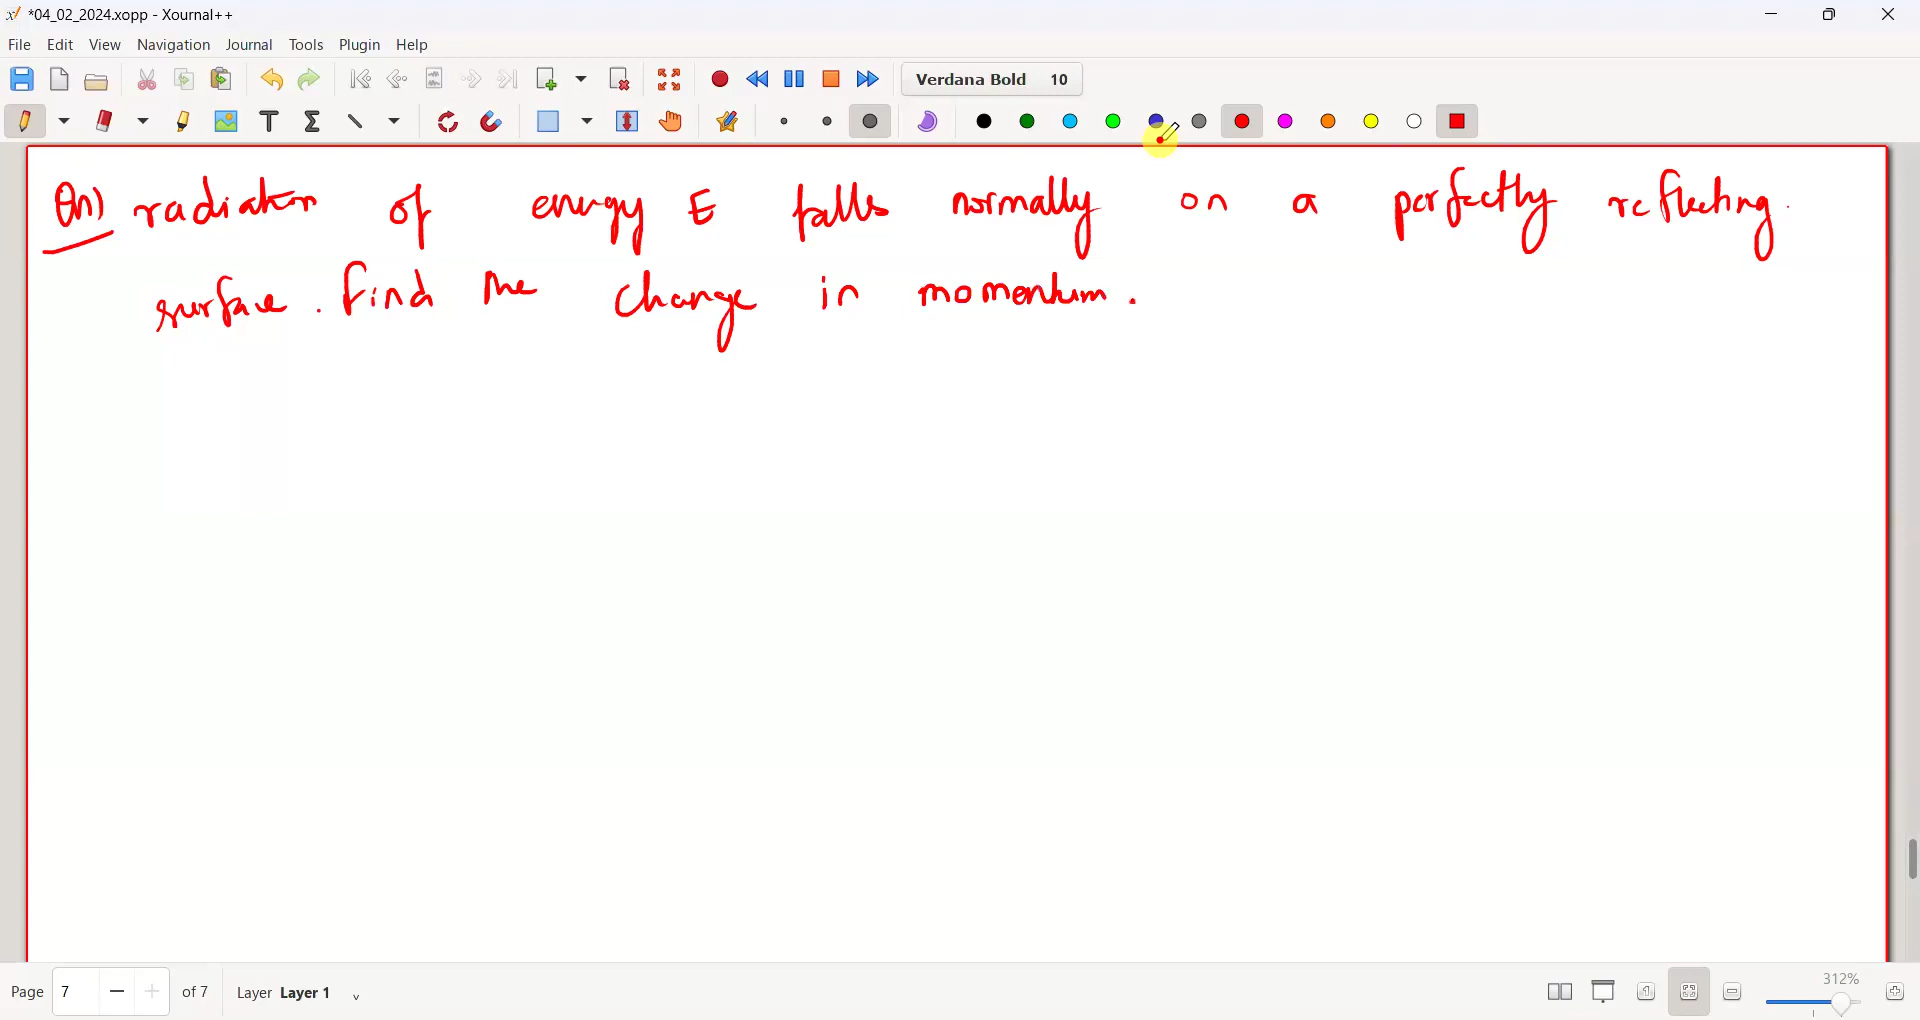 *04_02_2024.xopp - Xournal++
File Edit View Navigation Journal Tools Plugin Help
Verdana Bold 10
Qn) radiation of energy E falls normally on a perfectly reflecting
surface. Find the change in momentum.
Page 7 of 7 Layer Layer 1
312%